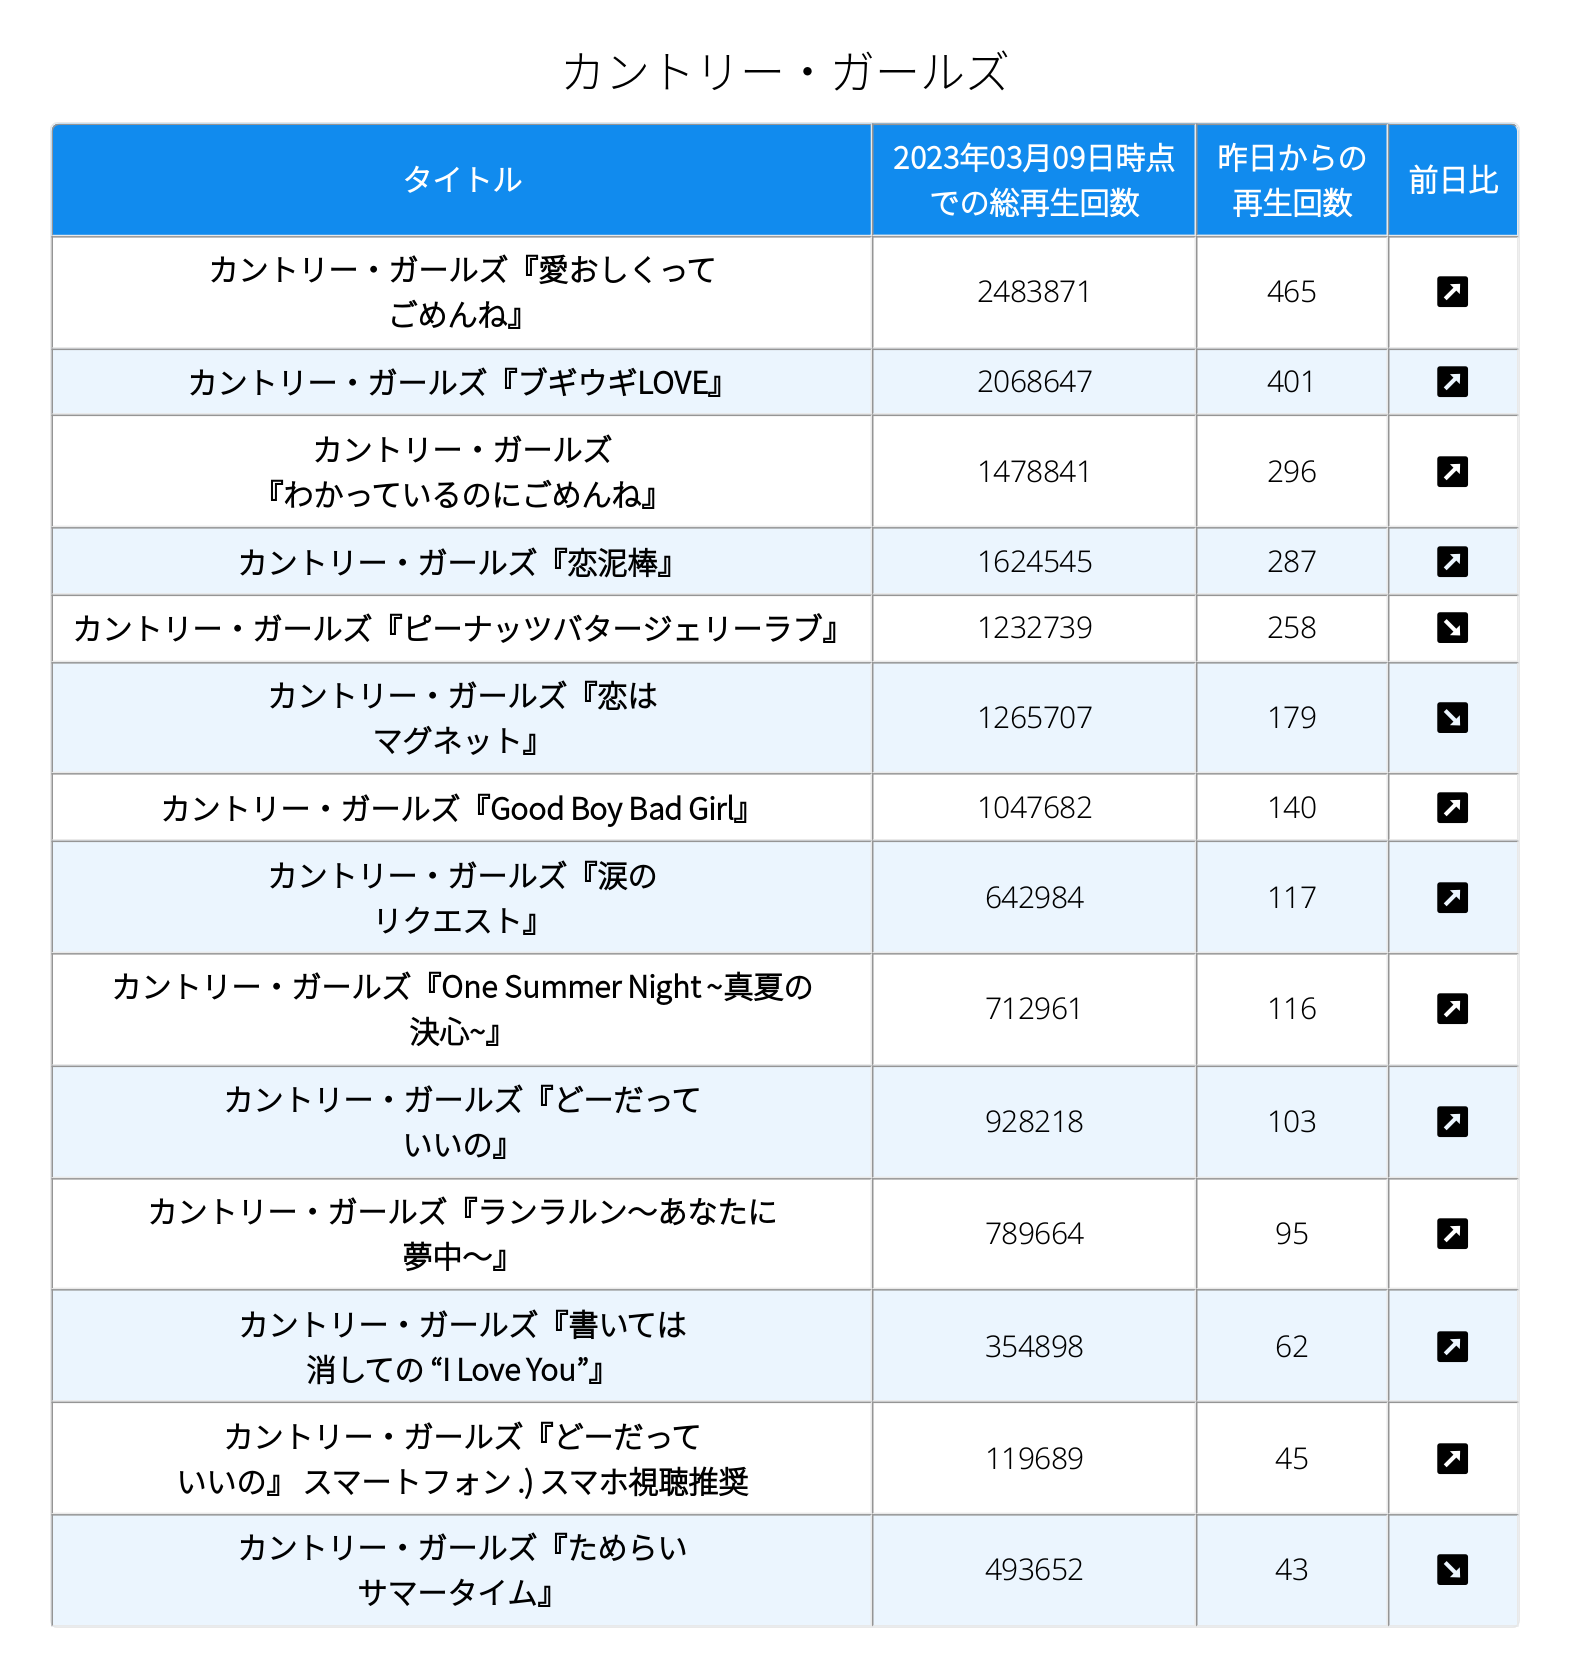 カントリー・ガールズ
タイトル
2023年03月09日時点
での総再生回数
昨日からの
再生回数
前日比
カントリー・ガールズ『愛おしくって
ごめんね』
2483871
465
カントリー・ガールズ『ブギウギLOVE』
2068647
401
カントリー・ガールズ
『わかっているのにごめんね』
1478841
296
カントリー・ガールズ『恋泥棒』
1624545
287
カントリー・ガールズ『ピーナッツバタージェリーラブ』
1232739
258
カントリー・ガールズ『恋は
マグネット』
1265707
179
カントリー・ガールズ『Good Boy Bad Girl』
1047682
140
カントリー・ガールズ『涙の
リクエスト』
642984
117
カントリー・ガールズ『One Summer Night ~真夏の
決心~』
712961
116
カントリー・ガールズ『どーだって
いいの』
928218
103
カントリー・ガールズ『ランラルン〜あなたに
夢中〜』
789664
95
カントリー・ガールズ『書いては
消しての “I Love You”』
354898
62
カントリー・ガールズ『どーだって
いいの』 スマートフォン .) スマホ視聴推奨
119689
45
カントリー・ガールズ『ためらい
サマータイム』
493652
43